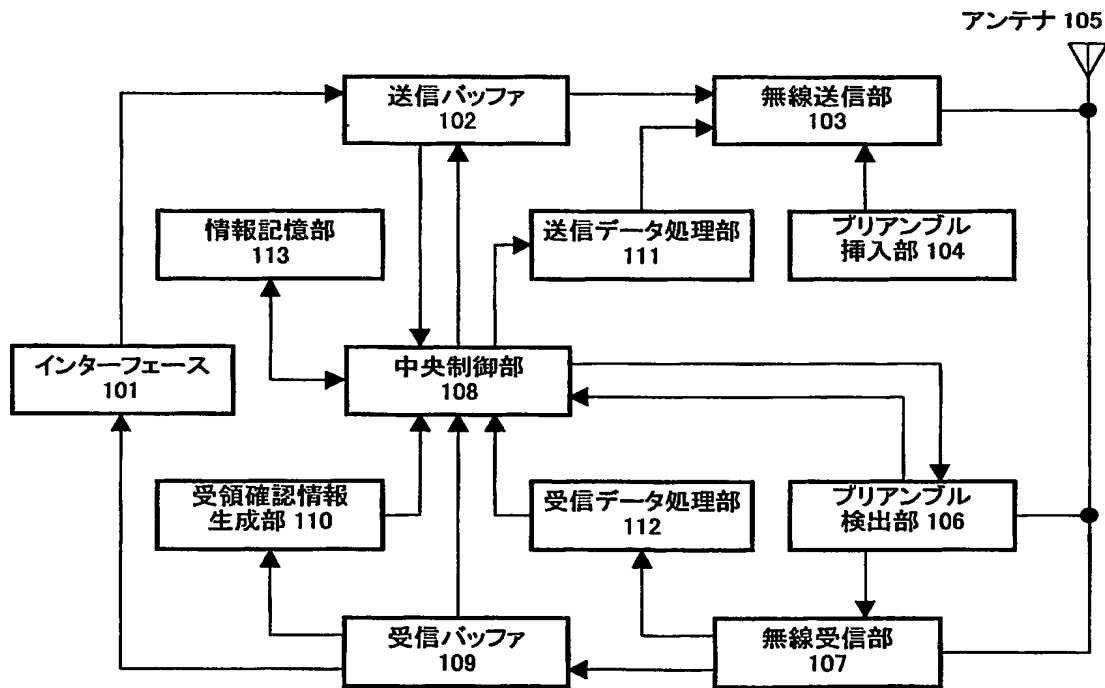 アンテナ 105
送信バッファ
102
無線送信部
103
情報記憶部
113
送信データ処理部
111
プリアンブル
挿入部 104
インターフェース
101
中央制御部
108
受領確認情報
生成部 110
受信データ処理部
112
プリアンブル
検出部 106
受信バッファ
109
無線受信部
107